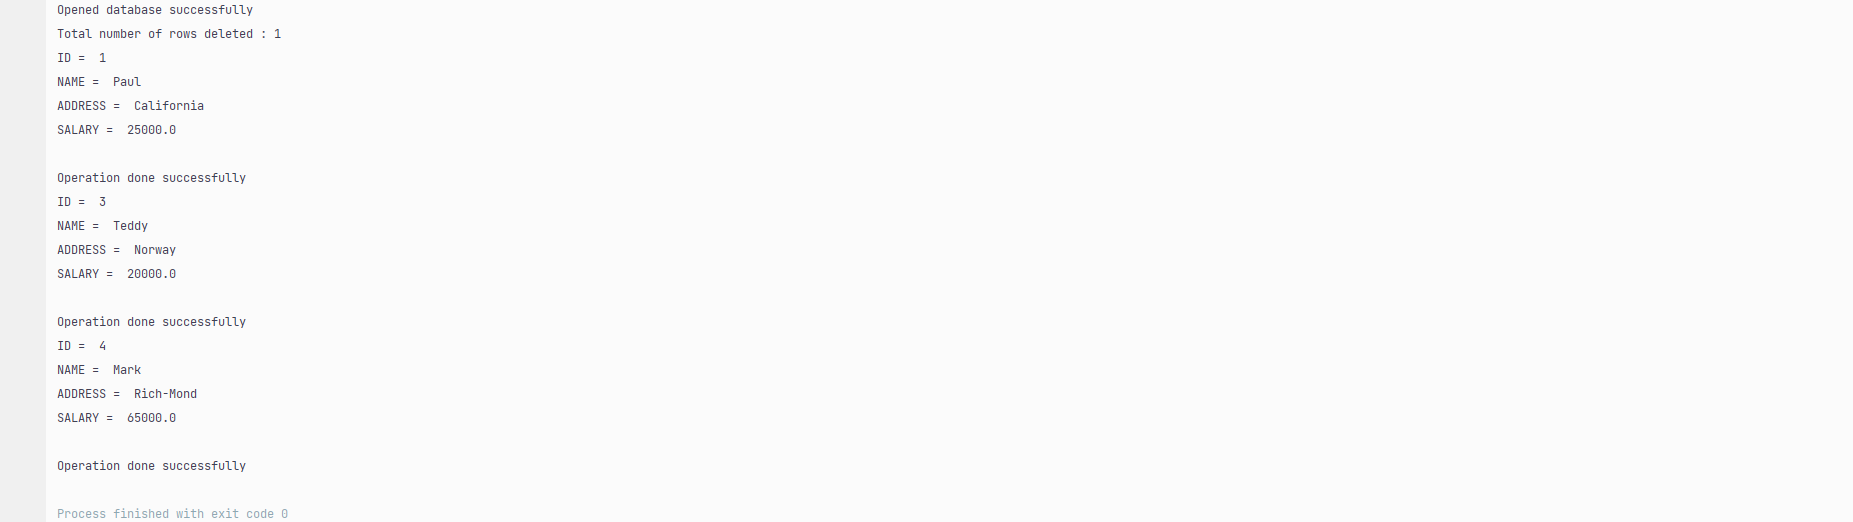 Opened database successfully
Total number of rows deleted : 1
ID =  1
NAME =  Paul
ADDRESS =  California
SALARY =  25000.0

Operation done successfully
ID =  3
NAME =  Teddy
ADDRESS =  Norway
SALARY =  20000.0

Operation done successfully
ID =  4
NAME =  Mark
ADDRESS =  Rich-Mond
SALARY =  65000.0

Operation done successfully

Process finished with exit code 0